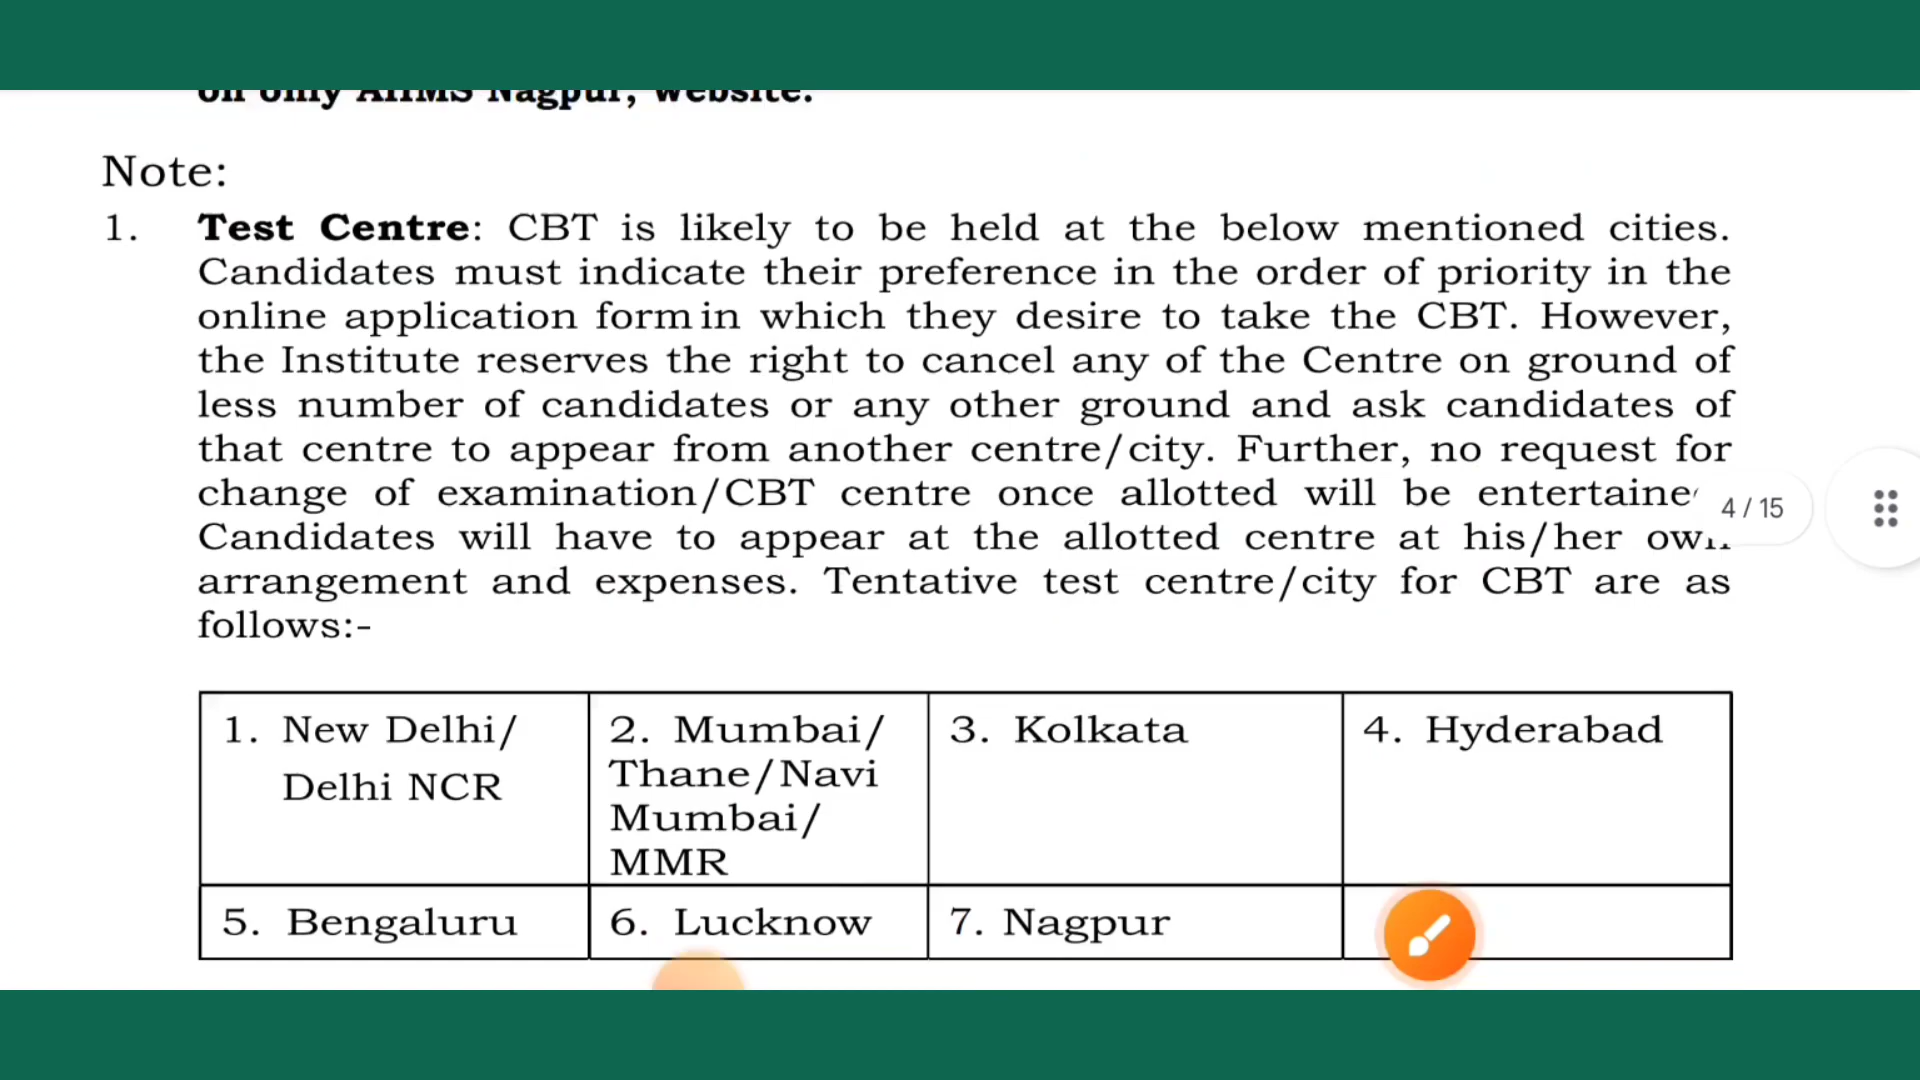 on only AIIMS Nagpur, website.
Note:
1. Test Centre: CBT is likely to be held at the below mentioned cities.
Candidates must indicate their preference in the order of priority in the
online application form in which they desire to take the CBT. However,
the Institute reserves the right to cancel any of the Centre on ground of
less number of candidates or any other ground and ask candidates of
that centre to appear from another centre/city. Further, no request for
change of examination/CBT centre once allotted will be
4 / 15
Candidates will have to appear at the allotted centre at his/her own
arrangement and expenses. Tentative test centre/city for CBT are as
follows:-
1. New Delhi/
Delhi NCR
2. Mumbai/
Thane/Navi
Mumbai/
MMR
3. Kolkata
4. Hyderabad
5. Bengaluru
6. Lucknow
7. Nagpur